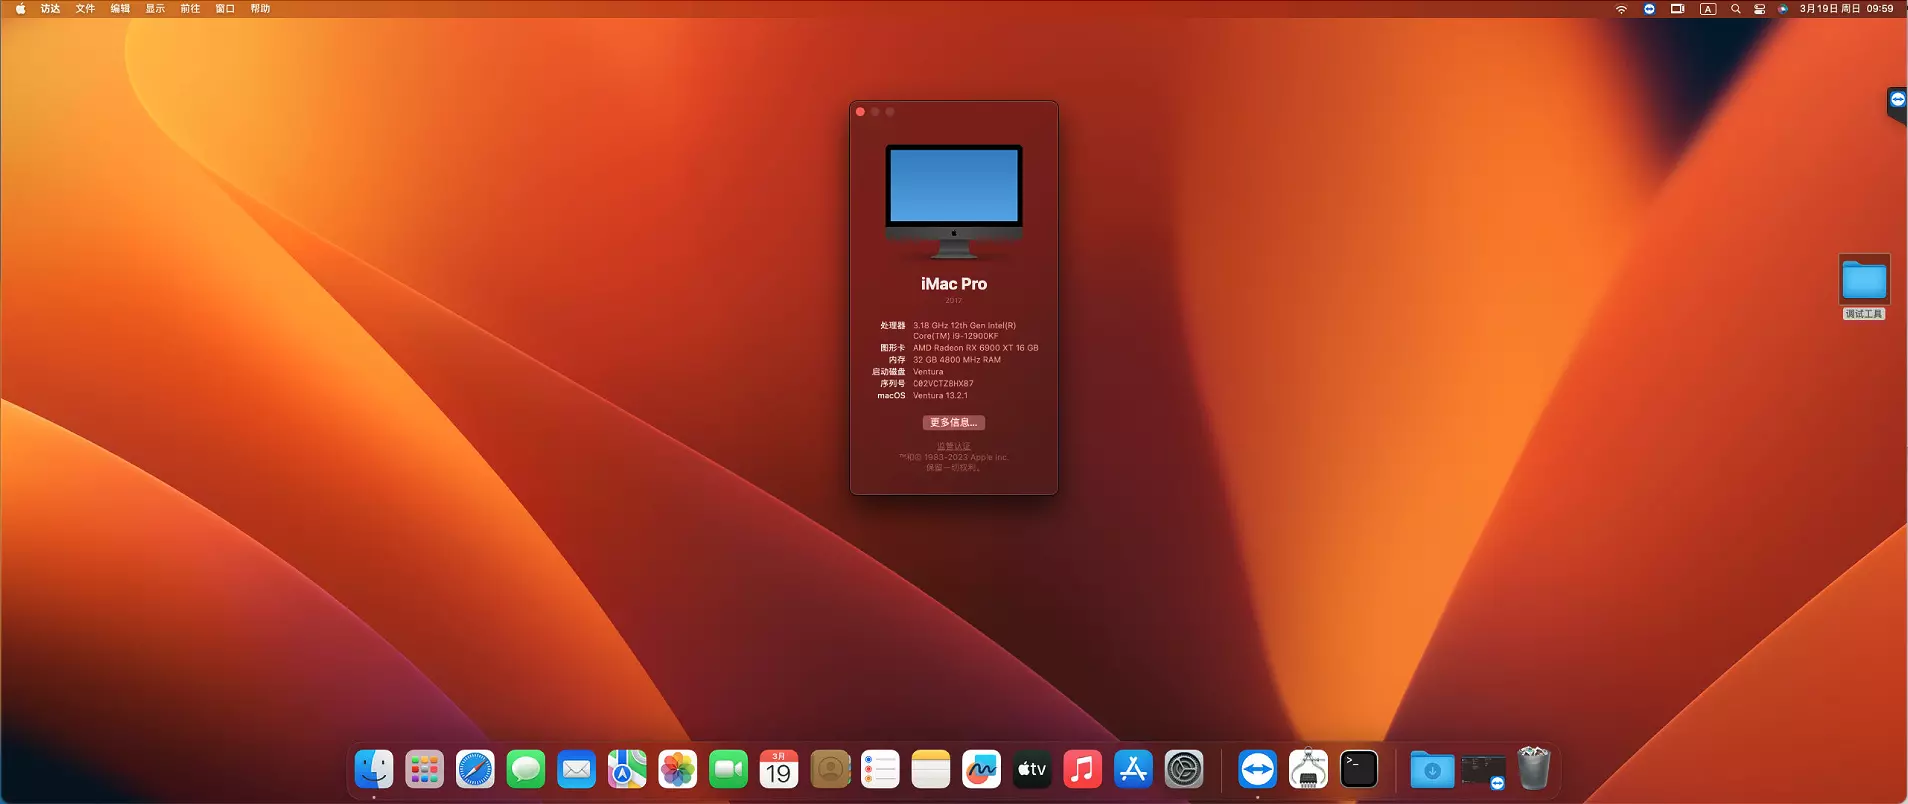 访达 文件 编辑 显示 前往 窗口 帮助
A 3月19日 周日 09:59
iMac Pro
2017
处理器 3.18 GHz 12th Gen Intel(R)
Core(TM) i9-12900KF
图形卡 AMD Radeon RX 6900 XT 16 GB
内存 32 GB 4800 MHz RAM
启动磁盘 Ventura
序列号 C02VCTZ8HX87
macOS Ventura 13.2.1
更多信息...
监管认证
™和© 1983-2023 Apple Inc.
保留一切权利。
调试工具
3月
19
tv
>_